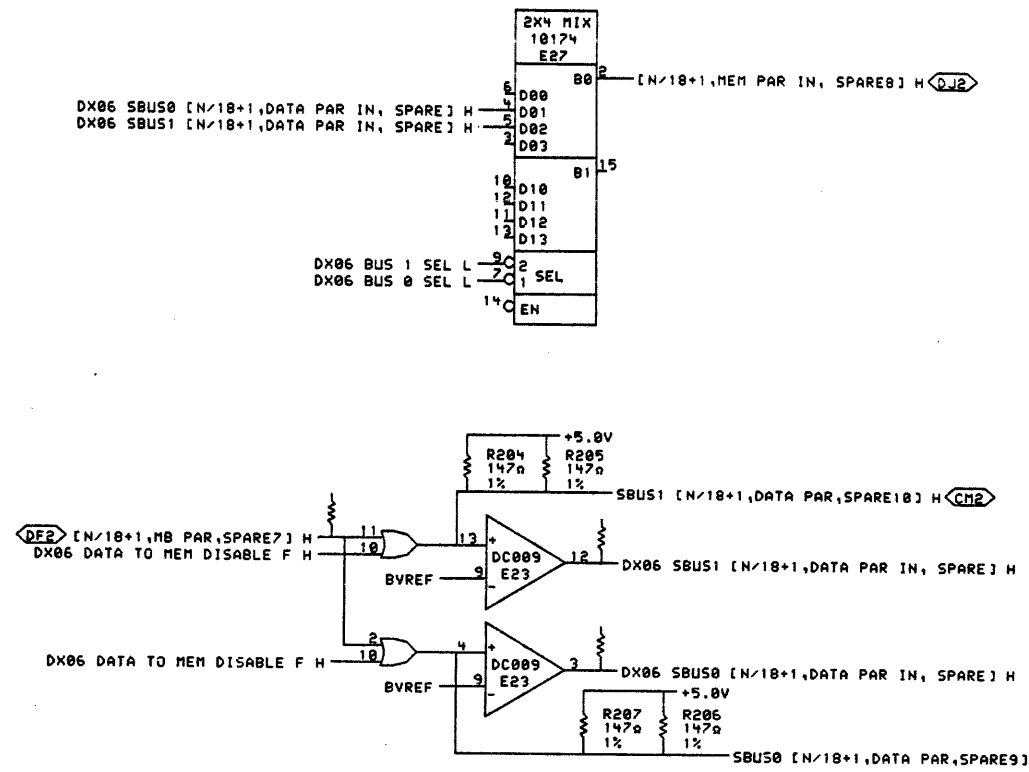 2X4 MIX
10174
E27
B0 2 [N/18+1,MEM PAR IN, SPARE8] H DJ2
6 D00
DX06 SBUS0 [N/18+1,DATA PAR IN, SPARE] H 4 D01
DX06 SBUS1 [N/18+1,DATA PAR IN, SPARE] H 5 D02
3 D03
B1 15
10 D10
12 D11
11 D12
13 D13
DX06 BUS 1 SEL L 9 2
SEL
DX06 BUS 0 SEL L 7 1
14 EN
+5.0V
R204 R205
147Ω 147Ω
1% 1%
SBUS1 [N/18+1,DATA PAR,SPARE10] H CM2
DF2 [N/18+1,MB PAR,SPARE7] H 11
DX06 DATA TO MEM DISABLE F H 10
13 + DC009 12
BVREF 9 - E23
DX06 SBUS1 [N/18+1,DATA PAR IN, SPARE] H
2
DX06 DATA TO MEM DISABLE F H 10
4 + DC009 3
BVREF 9 - E23
DX06 SBUS0 [N/18+1,DATA PAR IN, SPARE] H
+5.0V
R207 R206
147Ω 147Ω
1% 1%
SBUS0 [N/18+1,DATA PAR,SPARE9]